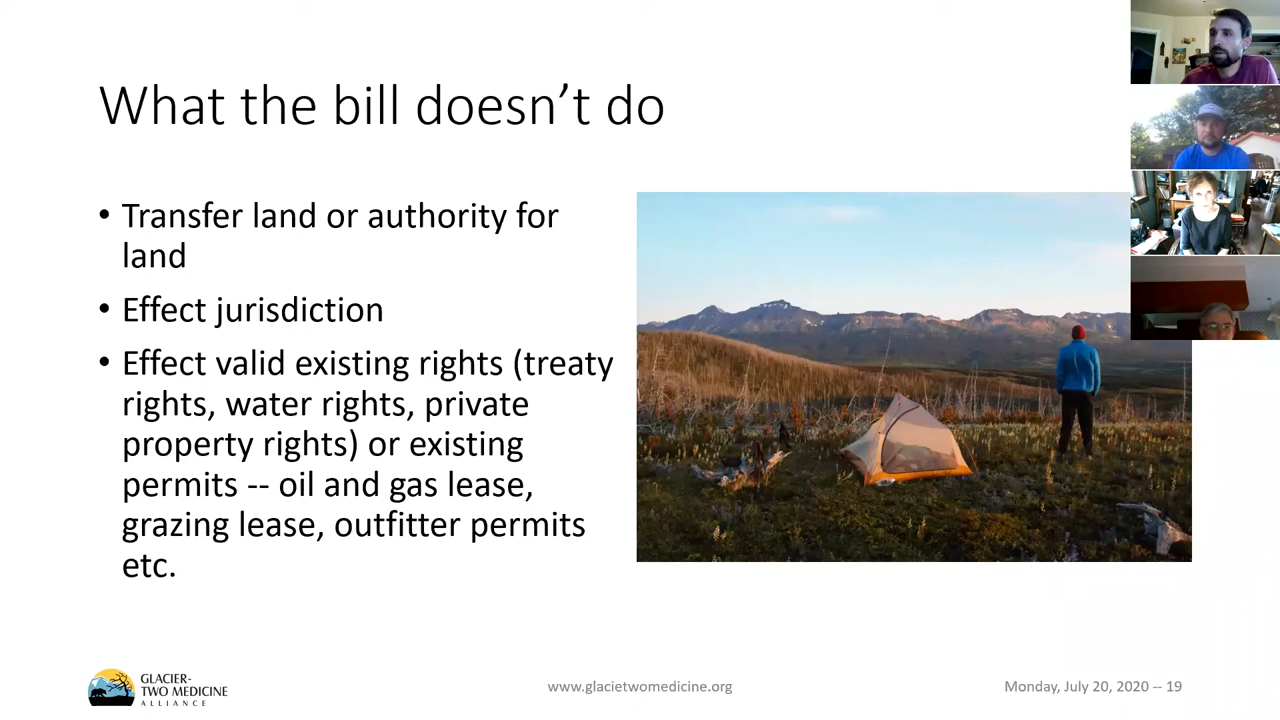 What the bill doesn’t do
• Transfer land or authority for
land
• Effect jurisdiction
• Effect valid existing rights (treaty
rights, water rights, private
property rights) or existing
permits -- oil and gas lease,
grazing lease, outfitter permits
etc.
GLACIER-
TWO MEDICINE
ALLIANCE
www.glacietwomedicine.org
Monday, July 20, 2020 -- 19